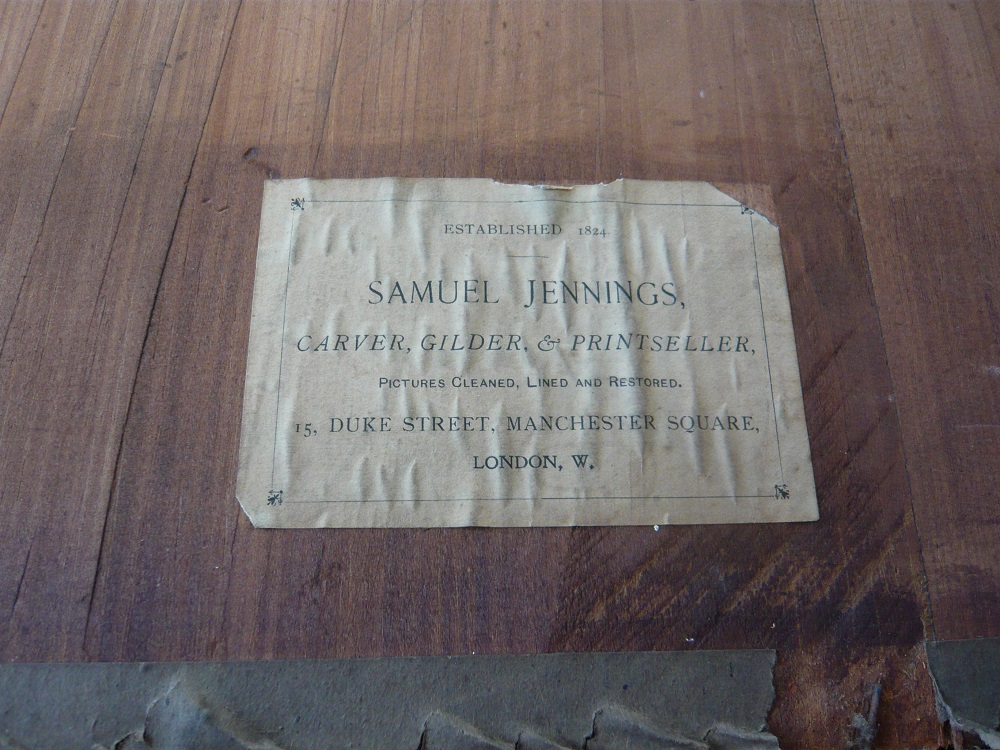 ESTABLISHED 1824.
SAMUEL JENNINGS,
CARVER, GILDER, & PRINTSELLER,
PICTURES CLEANED, LINED AND RESTORED.
15, DUKE STREET, MANCHESTER SQUARE,
LONDON, W.